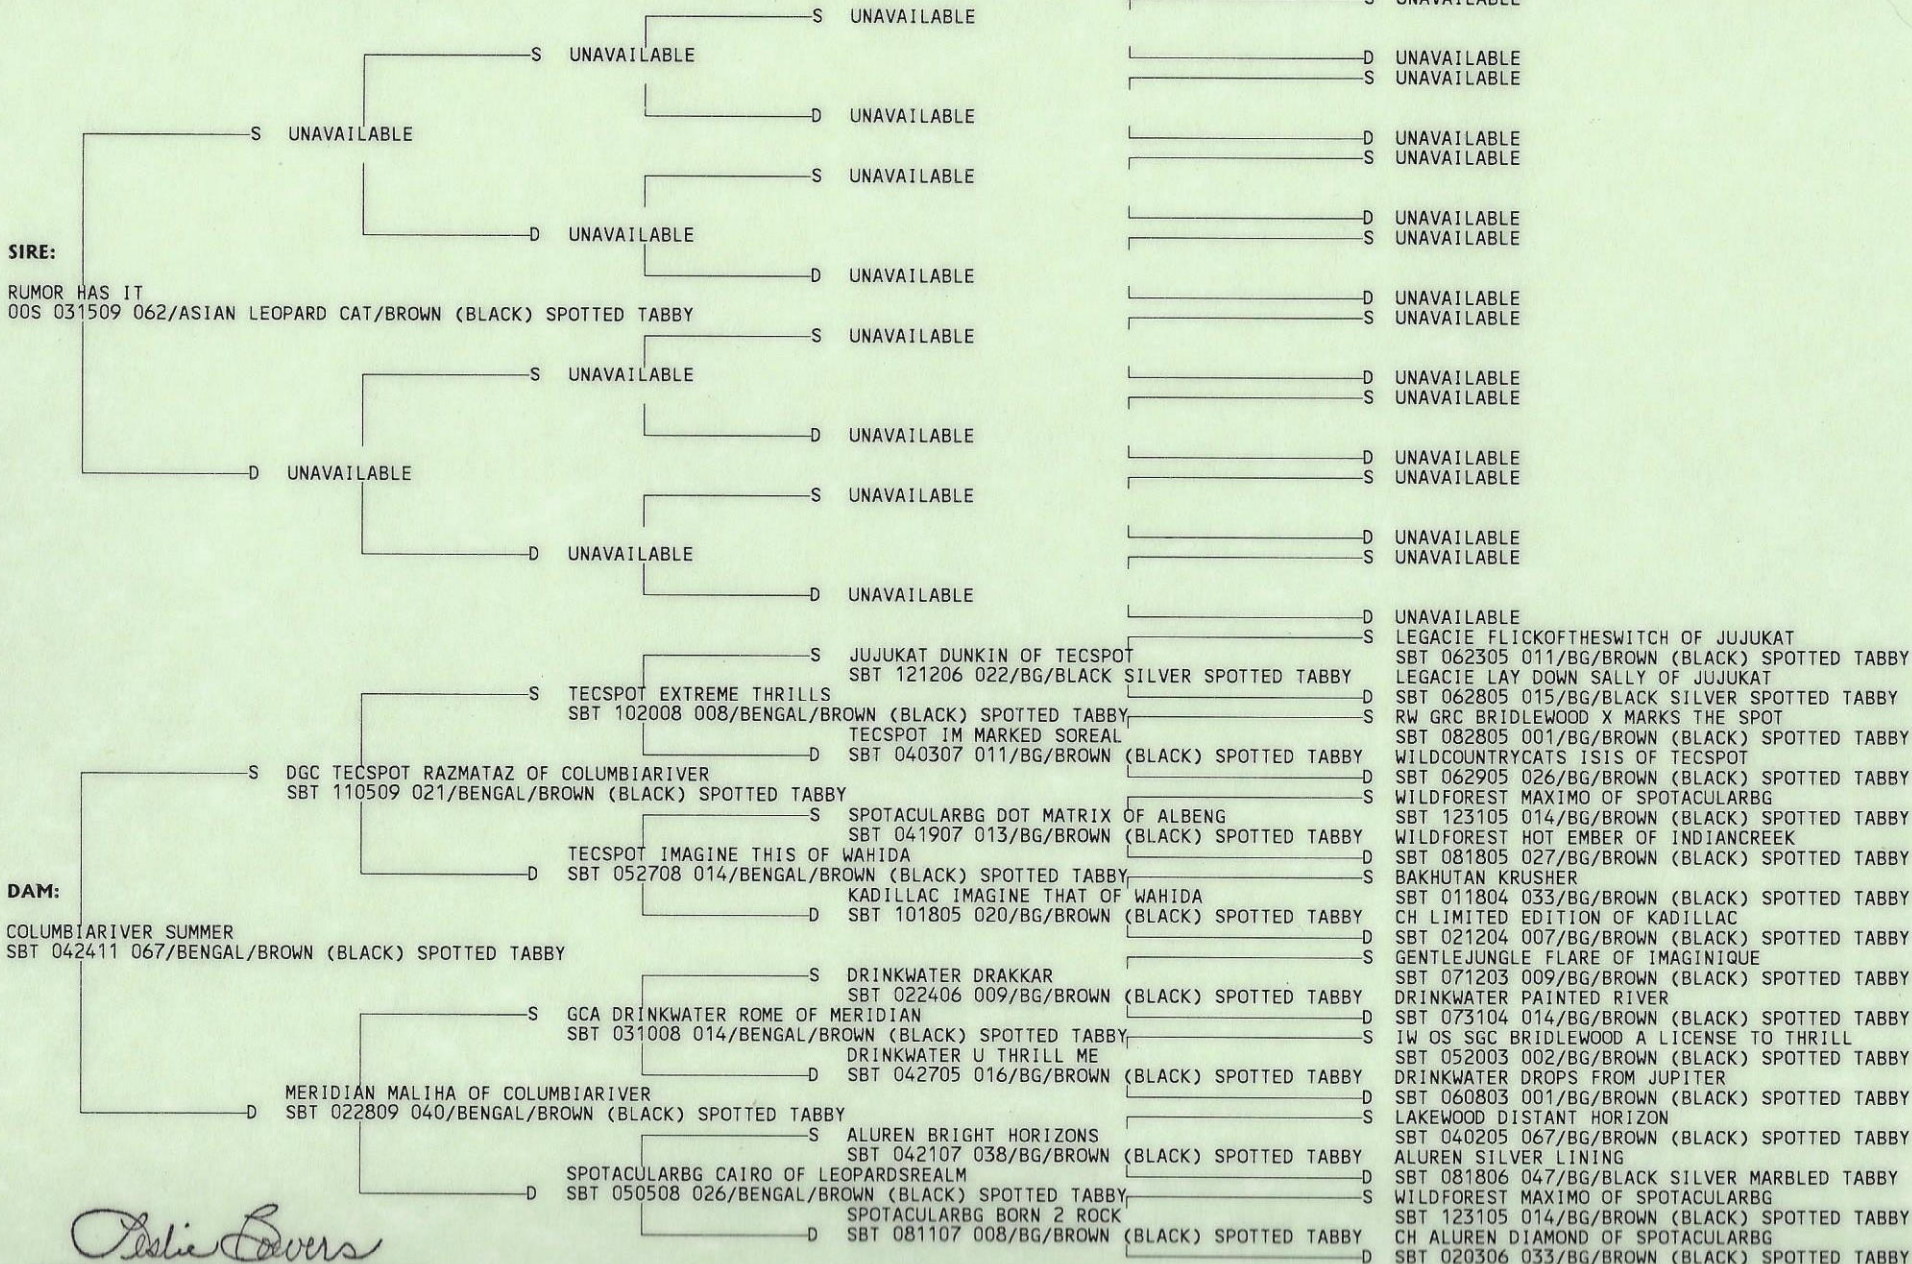 S UNAVAILABLE
S UNAVAILABLE
S UNAVAILABLE
D UNAVAILABLE
S UNAVAILABLE
D UNAVAILABLE
S UNAVAILABLE
D UNAVAILABLE
S UNAVAILABLE
S UNAVAILABLE
D UNAVAILABLE
D UNAVAILABLE
S UNAVAILABLE
SIRE:
D UNAVAILABLE
RUMOR HAS IT
D UNAVAILABLE
00S 031509 062/ASIAN LEOPARD CAT/BROWN (BLACK) SPOTTED TABBY
S UNAVAILABLE
S UNAVAILABLE
S UNAVAILABLE
D UNAVAILABLE
S UNAVAILABLE
D UNAVAILABLE
D UNAVAILABLE
D UNAVAILABLE
S UNAVAILABLE
S UNAVAILABLE
D UNAVAILABLE
D UNAVAILABLE
S UNAVAILABLE
D UNAVAILABLE
D UNAVAILABLE
S LEGACIE FLICKOFTHESWITCH OF JUJUKAT
S JUJUKAT DUNKIN OF TECSPOT
SBT 062305 011/BG/BROWN (BLACK) SPOTTED TABBY
SBT 121206 022/BG/BLACK SILVER SPOTTED TABBY
LEGACIE LAY DOWN SALLY OF JUJUKAT
S TECSPOT EXTREME THRILLS
D SBT 062805 015/BG/BLACK SILVER SPOTTED TABBY
SBT 102008 008/BENGAL/BROWN (BLACK) SPOTTED TABBY
S RW GRC BRIDLEWOOD X MARKS THE SPOT
TECSPOT IM MARKED SOREAL
SBT 082805 001/BG/BROWN (BLACK) SPOTTED TABBY
D SBT 040307 011/BG/BROWN (BLACK) SPOTTED TABBY
WILDCOUNTRYCATS ISIS OF TECSPOT
S DGC TECSPOT RAZMATAZ OF COLUMBIARIVER
D SBT 062905 026/BG/BROWN (BLACK) SPOTTED TABBY
SBT 110509 021/BENGAL/BROWN (BLACK) SPOTTED TABBY
S WILDFOREST MAXIMO OF SPOTACULARBG
S SPOTACULARBG DOT MATRIX OF ALBENG
SBT 123105 014/BG/BROWN (BLACK) SPOTTED TABBY
SBT 041907 013/BG/BROWN (BLACK) SPOTTED TABBY
WILDFOREST HOT EMBER OF INDIANCREEK
TECSPOT IMAGINE THIS OF WAHIDA
D SBT 081805 027/BG/BROWN (BLACK) SPOTTED TABBY
D SBT 052708 014/BENGAL/BROWN (BLACK) SPOTTED TABBY
S BAKHUTAN KRUSHER
DAM:
KADILLAC IMAGINE THAT OF WAHIDA
SBT 011804 033/BG/BROWN (BLACK) SPOTTED TABBY
D SBT 101805 020/BG/BROWN (BLACK) SPOTTED TABBY
CH LIMITED EDITION OF KADILLAC
COLUMBIARIVER SUMMER
D SBT 021204 007/BG/BROWN (BLACK) SPOTTED TABBY
SBT 042411 067/BENGAL/BROWN (BLACK) SPOTTED TABBY
S GENTLEJUNGLE FLARE OF IMAGINIQUE
S DRINKWATER DRAKKAR
SBT 071203 009/BG/BROWN (BLACK) SPOTTED TABBY
SBT 022406 009/BG/BROWN (BLACK) SPOTTED TABBY
DRINKWATER PAINTED RIVER
S GCA DRINKWATER ROME OF MERIDIAN
D SBT 073104 014/BG/BROWN (BLACK) SPOTTED TABBY
SBT 031008 014/BENGAL/BROWN (BLACK) SPOTTED TABBY
S IW OS SGC BRIDLEWOOD A LICENSE TO THRILL
DRINKWATER U THRILL ME
SBT 052003 002/BG/BROWN (BLACK) SPOTTED TABBY
D SBT 042705 016/BG/BROWN (BLACK) SPOTTED TABBY
DRINKWATER DROPS FROM JUPITER
MERIDIAN MALIHA OF COLUMBIARIVER
D SBT 060803 001/BG/BROWN (BLACK) SPOTTED TABBY
D SBT 022809 040/BENGAL/BROWN (BLACK) SPOTTED TABBY
S LAKEWOOD DISTANT HORIZON
S ALUREN BRIGHT HORIZONS
SBT 040205 067/BG/BROWN (BLACK) SPOTTED TABBY
SBT 042107 038/BG/BROWN (BLACK) SPOTTED TABBY
ALUREN SILVER LINING
SPOTACULARBG CAIRO OF LEOPARDSREALM
D SBT 081806 047/BG/BLACK SILVER MARBLED TABBY
D SBT 050508 026/BENGAL/BROWN (BLACK) SPOTTED TABBY
S WILDFOREST MAXIMO OF SPOTACULARBG
SPOTACULARBG BORN 2 ROCK
SBT 123105 014/BG/BROWN (BLACK) SPOTTED TABBY
D SBT 081107 008/BG/BROWN (BLACK) SPOTTED TABBY
CH ALUREN DIAMOND OF SPOTACULARBG
D SBT 020306 033/BG/BROWN (BLACK) SPOTTED TABBY
Leslie Bowers